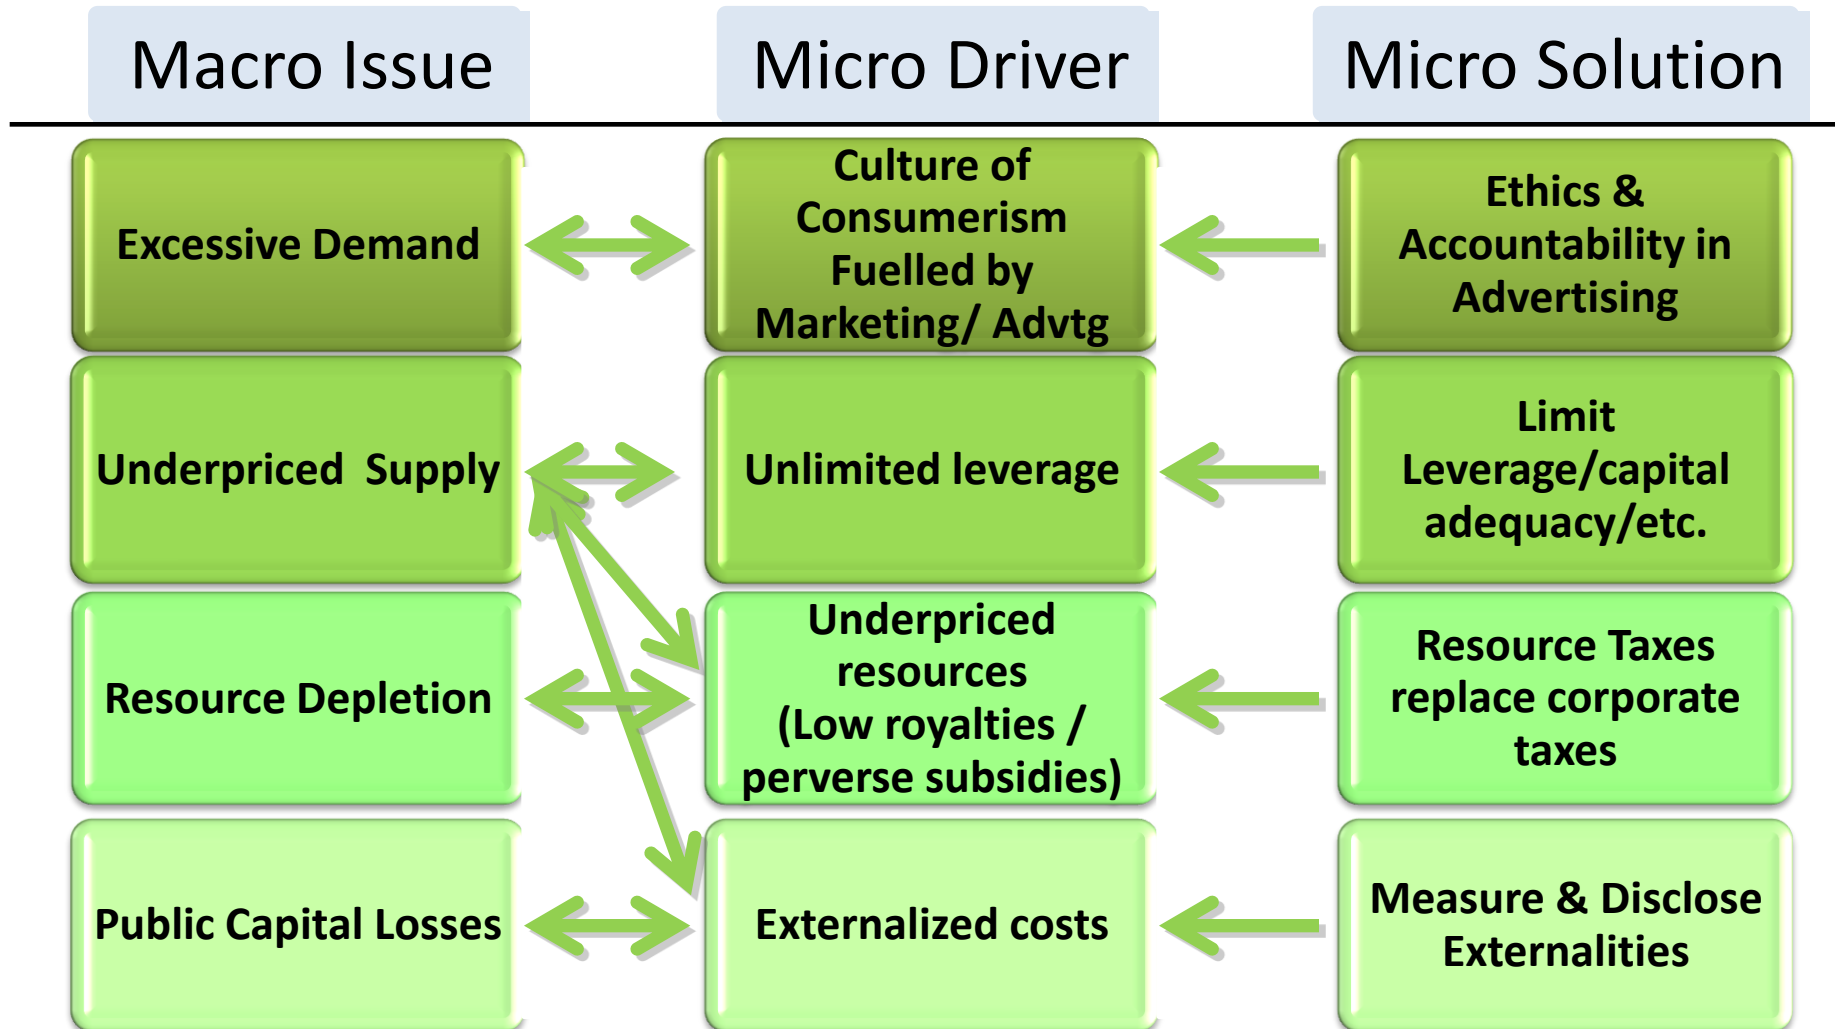 Macro Issue
Micro Driver
Micro Solution
Excessive Demand
Culture of
Consumerism
Fuelled by
Marketing/ Advtg
Ethics &
Accountability in
Advertising
Underpriced  Supply
Unlimited leverage
Limit
Leverage/capital
adequacy/etc.
Resource Depletion
Underpriced
resources
(Low royalties /
perverse subsidies)
Resource Taxes
replace corporate
taxes
Public Capital Losses
Externalized costs
Measure & Disclose
Externalities